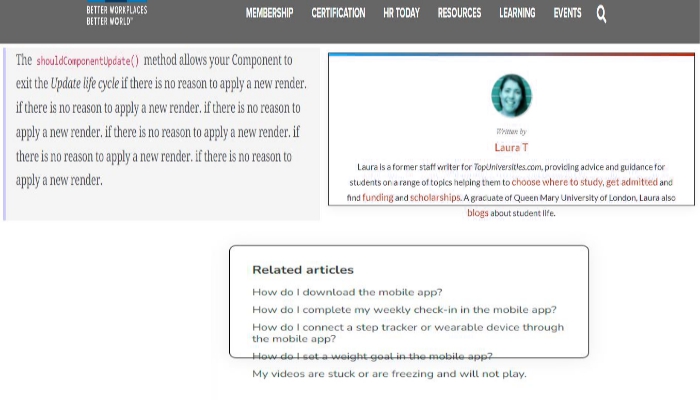 BETTER WORKPLACES
BETTER WORLD™
MEMBERSHIP CERTIFICATION HR TODAY RESOURCES LEARNING EVENTS
The shouldComponentUpdate() method allows your Component to
exit the Update life cycle if there is no reason to apply a new render.
if there is no reason to apply a new render. if there is no reason to
apply a new render. if there is no reason to apply a new render. if
there is no reason to apply a new render. if there is no reason to
apply a new render.
Written by
Laura T
Laura is a former staff writer for TopUniversities.com, providing advice and guidance for
students on a range of topics helping them to choose where to study, get admitted and
find funding and scholarships. A graduate of Queen Mary University of London, Laura also
blogs about student life.
Related articles
How do I download the mobile app?
How do I complete my weekly check-in in the mobile app?
How do I connect a step tracker or wearable device through
the mobile app?
How do I set a weight goal in the mobile app?
My videos are stuck or are freezing and will not play.